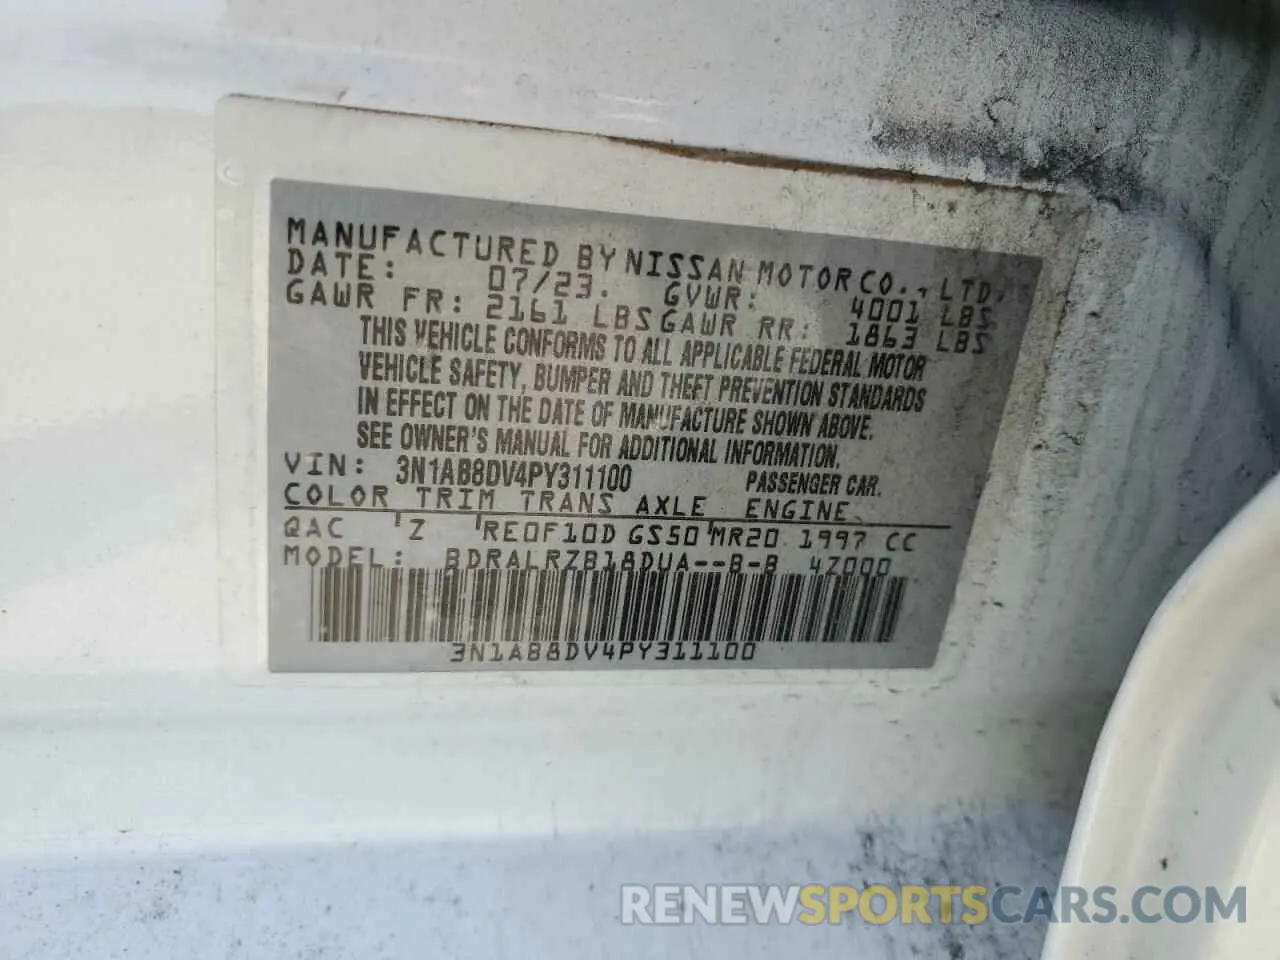 MANUFACTURED BY NISSAN MOTOR CO., LTD.
DATE: 07/23. GVWR: 4001 LBS
GAWR FR: 2161 LBS GAWR RR: 1863 LBS
THIS VEHICLE CONFORMS TO ALL APPLICABLE FEDERAL MOTOR
VEHICLE SAFETY, BUMPER AND THEFT PREVENTION STANDARDS
IN EFFECT ON THE DATE OF MANUFACTURE SHOWN ABOVE.
SEE OWNER'S MANUAL FOR ADDITIONAL INFORMATION.
VIN: 3N1AB8DV4PY311100 PASSENGER CAR.
COLOR TRIM TRANS AXLE ENGINE
QAC Z RE0F10D GS50 MR20 1997 CC
MODEL: BDRALRZB18DUA--B-B 4Z000
3N1AB8DV4PY311100
RENEWSPORTSCARS.COM